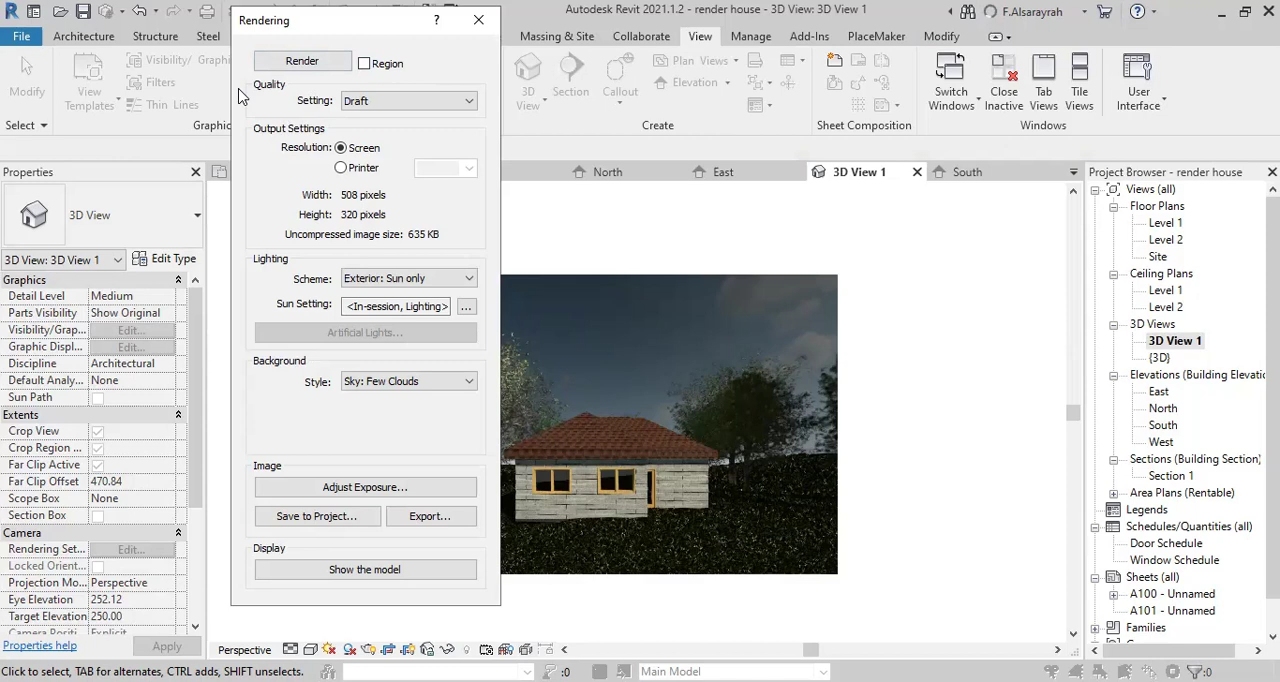 Rendering ? ×
Autodesk Revit 2021.1.2 - render house - 3D View: 3D View 1
F.Alsarayrah
File Architecture Structure Steel Massing & Site Collaborate View Manage Add-Ins PlaceMaker Modify
Modify
View Templates
Visibility/ Graphi
Filters
Thin Lines
3D View
Section
Callout
Plan Views
Elevation
Switch Windows
Close Inactive
Tab Views
Tile Views
User Interface
Select
Graphic
Create
Sheet Composition
Windows
North
East
3D View 1
South
Properties
3D View
3D View: 3D View 1
Edit Type
Graphics
Detail Level Medium
Parts Visibility Show Original
Visibility/Grap... Edit...
Graphic Displ... Edit...
Discipline Architectural
Default Analy... None
Sun Path
Extents
Crop View
Crop Region ...
Far Clip Active
Far Clip Offset 470.84
Scope Box None
Section Box
Camera
Rendering Set... Edit...
Locked Orient...
Projection Mo... Perspective
Eye Elevation 252.12
Target Elevation 250.00
Camera Positi... Explicit
Properties help
Apply
Render
Region
Quality
Setting: Draft
Output Settings
Resolution: Screen
Printer
Width: 508 pixels
Height: 320 pixels
Uncompressed image size: 635 KB
Lighting
Scheme: Exterior: Sun only
Sun Setting: <In-session, Lighting> ...
Artificial Lights...
Background
Style: Sky: Few Clouds
Image
Adjust Exposure...
Save to Project...
Export...
Display
Show the model
Project Browser - render house
Views (all)
Floor Plans
Level 1
Level 2
Site
Ceiling Plans
Level 1
Level 2
3D Views
3D View 1
{3D}
Elevations (Building Elevatio
East
North
South
West
Sections (Building Section)
Section 1
Area Plans (Rentable)
Legends
Schedules/Quantities (all)
Door Schedule
Window Schedule
Sheets (all)
A100 - Unnamed
A101 - Unnamed
Families
Perspective
Click to select, TAB for alternates, CTRL adds, SHIFT unselects.
:0
Main Model
:0